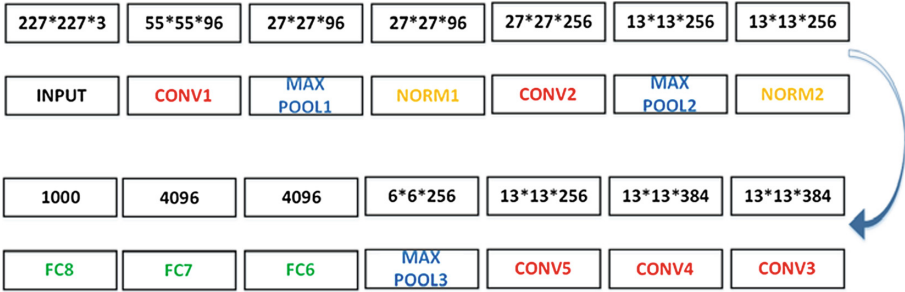 227*227*3 55*55*96 27*27*96 27*27*96 27*27*256 13*13*256 13*13*256
INPUT CONV1 MAX POOL1 NORM1 CONV2 MAX POOL2 NORM2
1000 4096 4096 6*6*256 13*13*256 13*13*384 13*13*384
FC8 FC7 FC6 MAX POOL3 CONV5 CONV4 CONV3